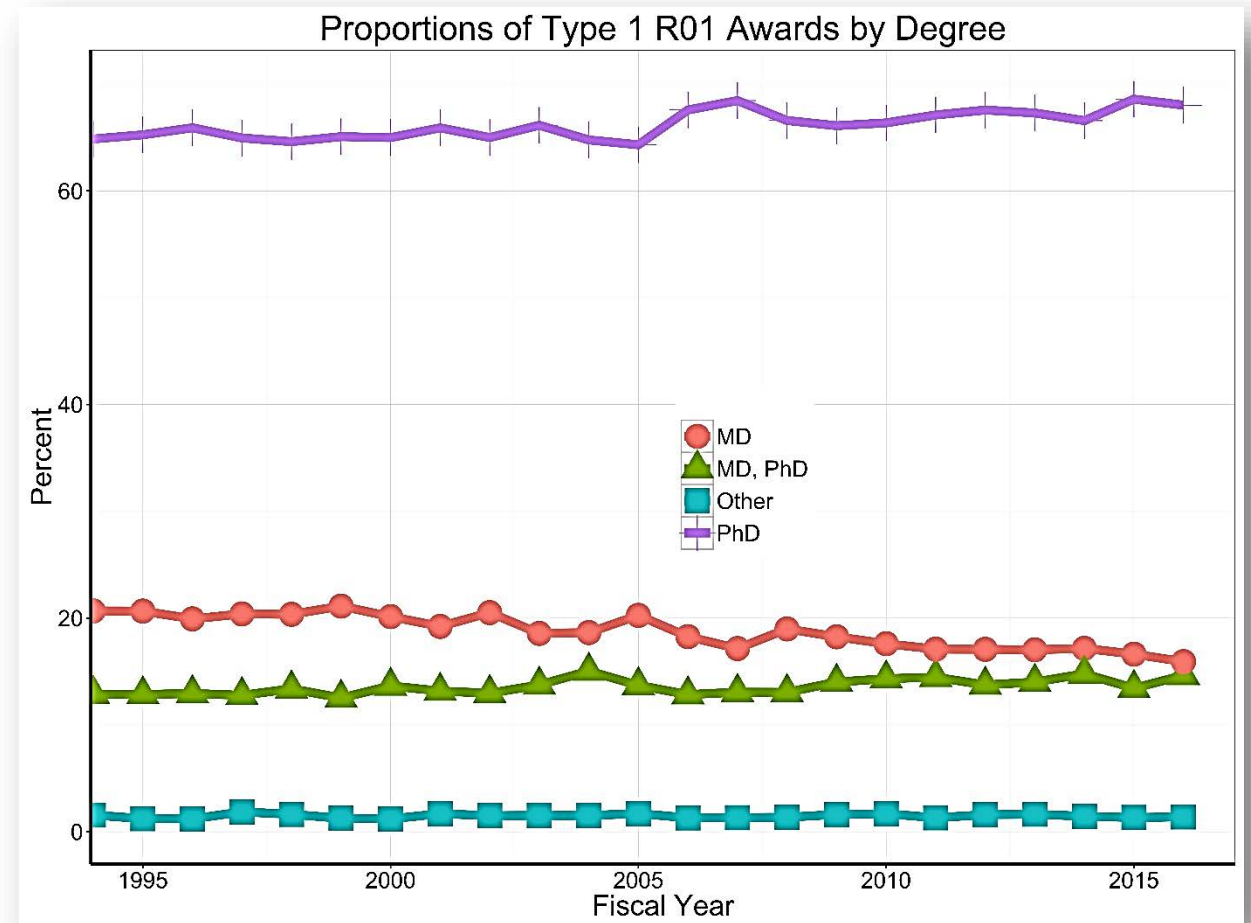 Proportions of Type 1 R01 Awards by Degree
Percent
60
40
20
0
MD
MD, PhD
Other
PhD
1995 2000 2005 2010 2015
Fiscal Year